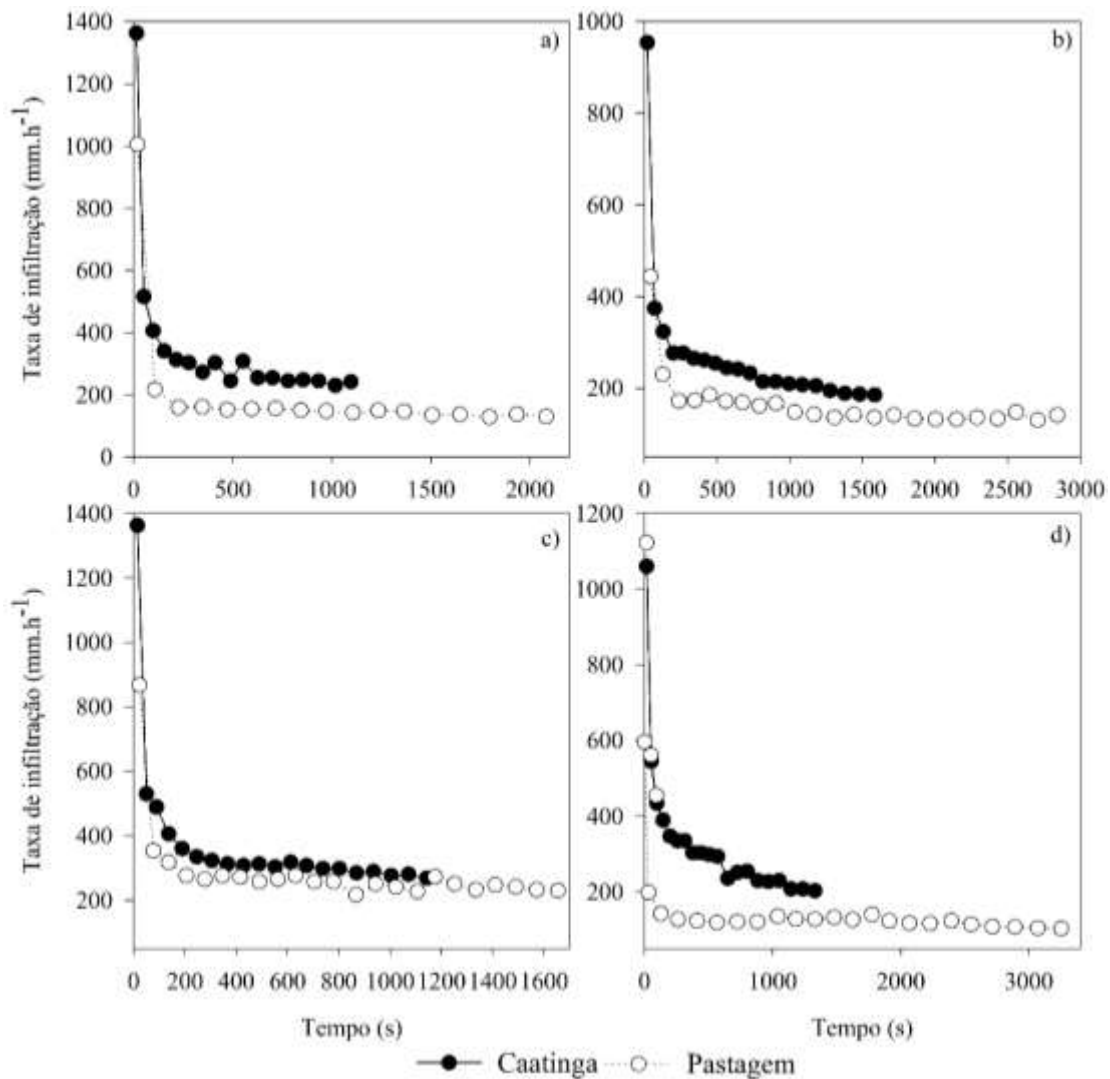 a)
Taxa de infiltração (mm.h⁻¹)
1400
1200
1000
800
600
400
200
0
0 500 1000 1500 2000
b)
1000
800
600
400
200
0 500 1000 1500 2000 2500 3000
c)
Taxa de infiltração (mm.h⁻¹)
1400
1200
1000
800
600
400
200
0 200 400 600 800 1000 1200 1400 1600
Tempo (s)
d)
1200
1000
800
600
400
200
0 1000 2000 3000
Tempo (s)
Caatinga Pastagem